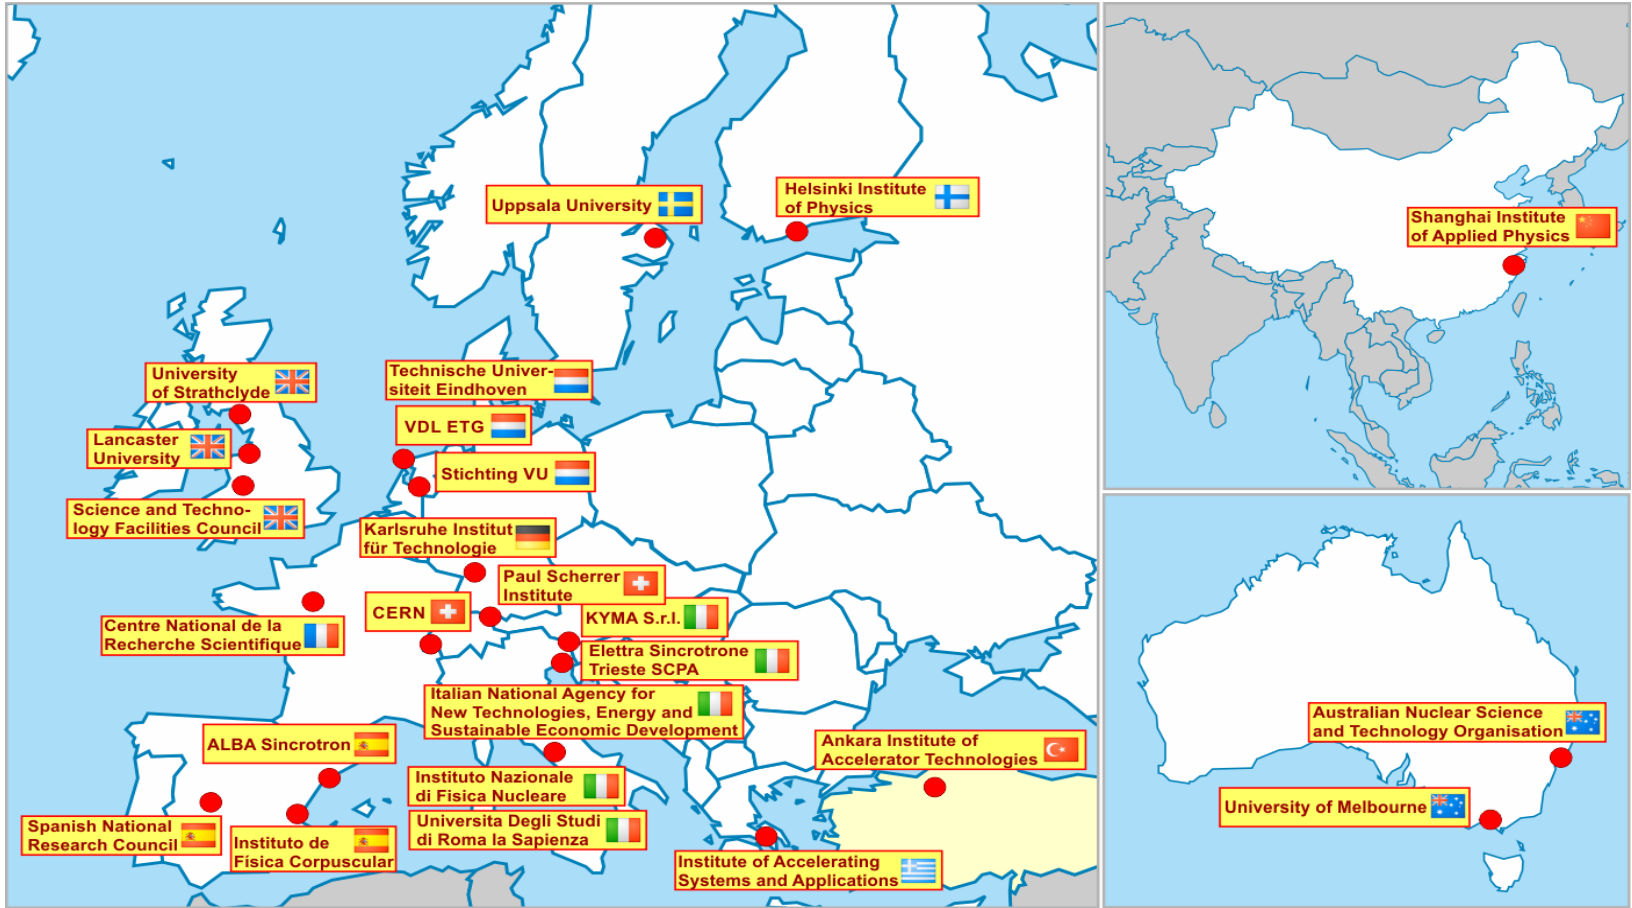 Uppsala University
Helsinki Institute
of Physics
University
of Strathclyde
Lancaster
University
Science and Techno-
logy Facilities Council
Technische Univer-
siteit Eindhoven
VDL ETG
Stichting VU
Karlsruhe Institut
für Technologie
Paul Scherrer
Institute
CERN
KYMA S.r.l.
Centre National de la
Recherche Scientifique
Elettra Sincrotrone
Trieste SCPA
Italian National Agency for
New Technologies, Energy and
Sustainable Economic Development
ALBA Sincrotron
Instituto Nazionale
di Fisica Nucleare
Universita Degli Studi
di Roma la Sapienza
Spanish National
Research Council
Instituto de
Física Corpuscular
Ankara Institute of
Accelerator Technologies
Institute of Accelerating
Systems and Applications
Shanghai Institute
of Applied Physics
Australian Nuclear Science
and Technology Organisation
University of Melbourne